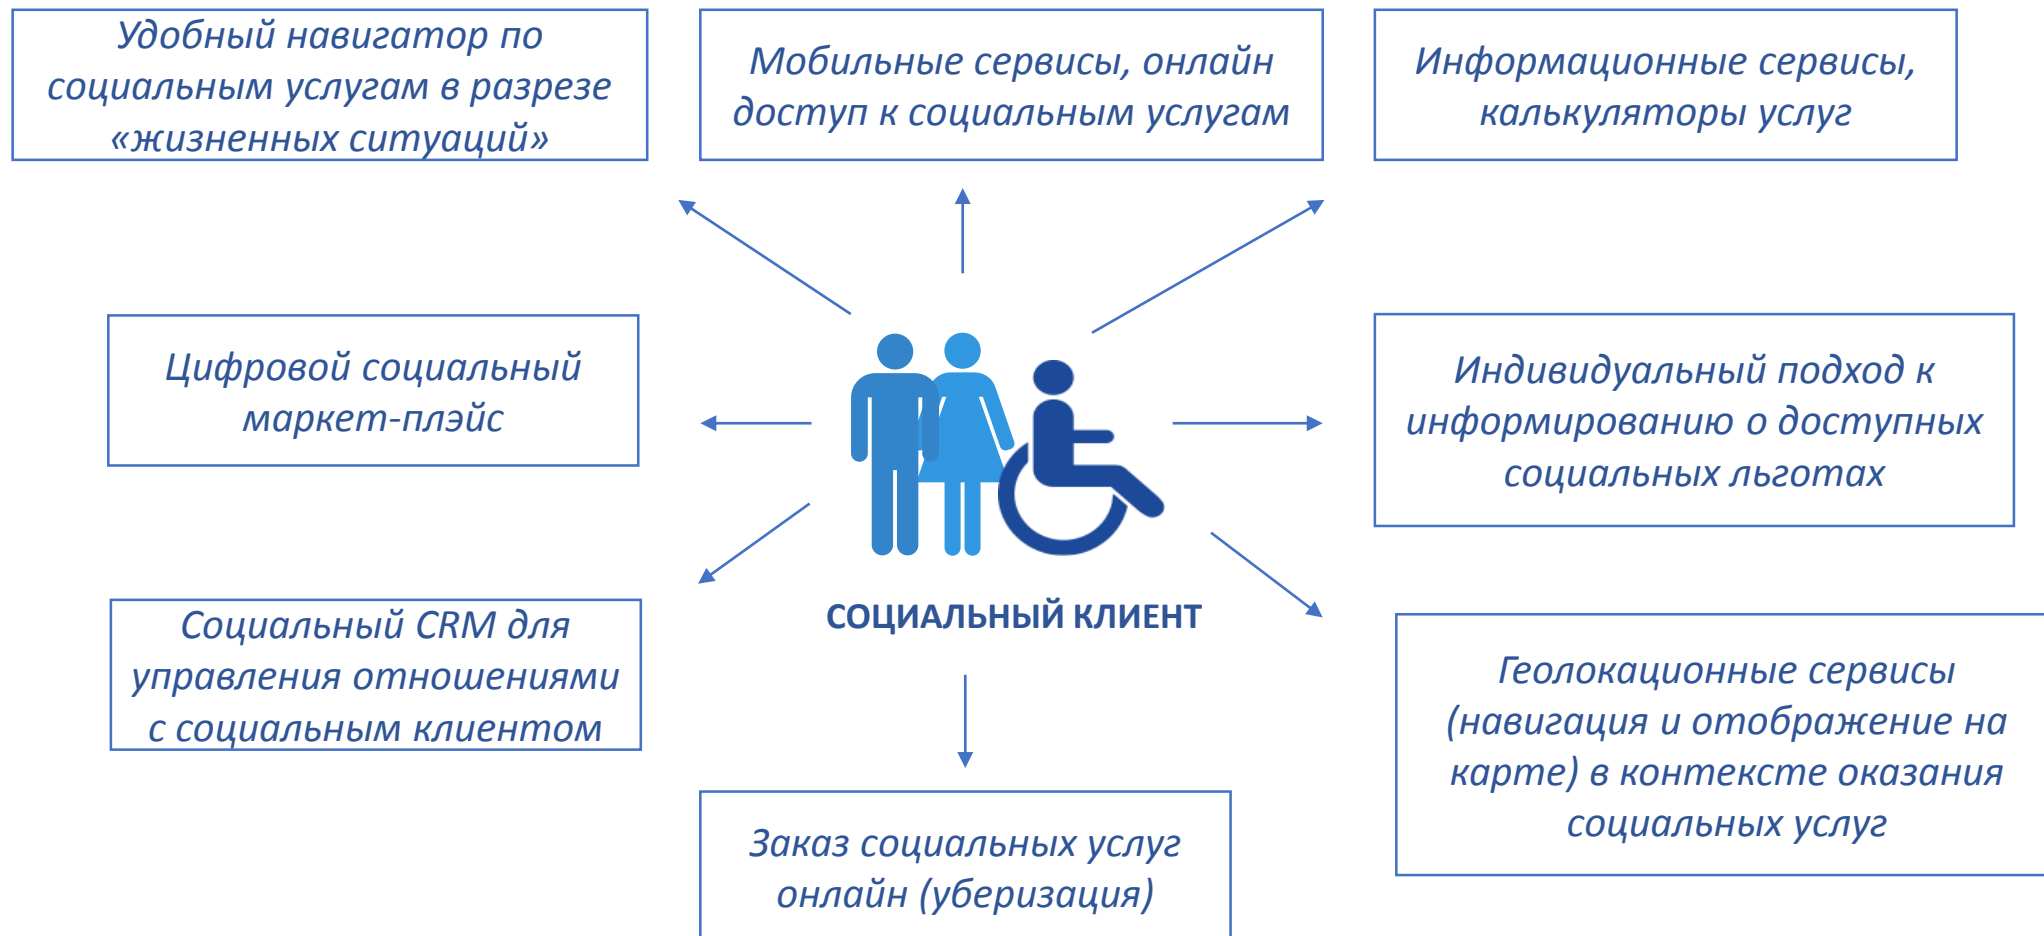 Удобный навигатор по
социальным услугам в разрезе
«жизненных ситуаций»
Мобильные сервисы, онлайн
доступ к социальным услугам
Информационные сервисы,
калькуляторы услуг
Цифровой социальный
маркет-плэйс
Индивидуальный подход к
информированию о доступных
социальных льготах
Социальный CRM для
управления отношениями
с социальным клиентом
СОЦИАЛЬНЫЙ КЛИЕНТ
Геолокационные сервисы
(навигация и отображение на
карте) в контексте оказания
социальных услуг
Заказ социальных услуг
онлайн (уберизация)